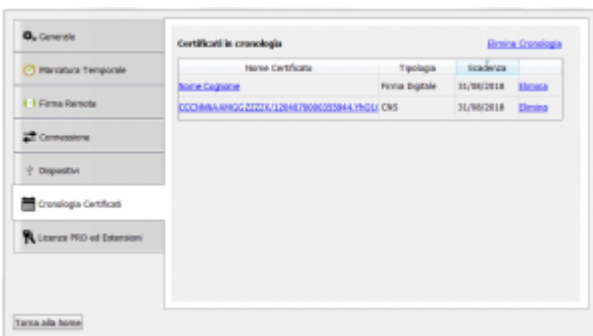 Generale
Marcatura Temporale
Firma Remota
Connessione
Dispositivi
Cronologia Certificati
Licenza PRO ed Estensioni
Torna alla home
Certificati in cronologia
Elimina Cronologia
Nome Certificato Tipologia Scadenza
Nome Cognome Firma Digitale 31/08/2018 Elimina
CNS 31/08/2018 Elimina